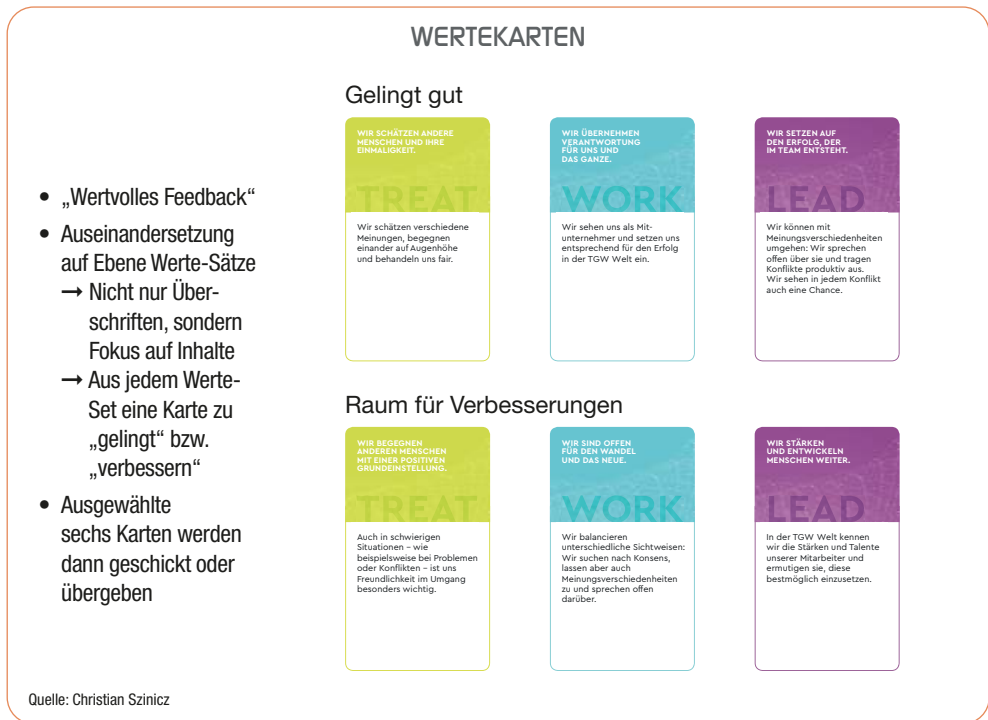 WERTEKARTEN
• „Wertvolles Feedback“
• Auseinandersetzung
auf Ebene Werte-Sätze
→ Nicht nur Über-
schriften, sondern
Fokus auf Inhalte
→ Aus jedem Werte-
Set eine Karte zu
„gelingt“ bzw.
„verbessern“
• Ausgewählte
sechs Karten werden
dann geschickt oder
übergeben
Gelingt gut
WIR SCHÄTZEN ANDERE
MENSCHEN UND IHRE
EINMALIGKEIT.
TREAT
Wir schätzen verschiedene
Meinungen, begegnen
einander auf Augenhöhe
und behandeln uns fair.
WIR ÜBERNEHMEN
VERANTWORTUNG
FÜR UNS UND
DAS GANZE.
WORK
Wir sehen uns als Mit-
unternehmer und setzen uns
entsprechend für den Erfolg
in der TGW Welt ein.
WIR SETZEN AUF
DEN ERFOLG, DER
IM TEAM ENTSTEHT.
LEAD
Wir können mit
Meinungsverschiedenheiten
umgehen: Wir sprechen
offen über sie und tragen
Konflikte produktiv aus.
Wir sehen in jedem Konflikt
auch eine Chance.
Raum für Verbesserungen
WIR BEGEGNEN
ANDEREN MENSCHEN
MIT EINER POSITIVEN
GRUNDEINSTELLUNG.
TREAT
Auch in schwierigen
Situationen – wie
beispielsweise bei Problemen
oder Konflikten – ist uns
Freundlichkeit im Umgang
besonders wichtig.
WIR SIND OFFEN
FÜR DEN WANDEL
UND DAS NEUE.
WORK
Wir balancieren
unterschiedliche Sichtweisen:
Wir suchen nach Konsens,
lassen aber auch
Meinungsverschiedenheiten
zu und sprechen offen
darüber.
WIR STÄRKEN
UND ENTWICKELN
MENSCHEN WEITER.
LEAD
In der TGW Welt kennen
wir die Stärken und Talente
unserer Mitarbeiter und
ermutigen sie, diese
bestmöglich einzusetzen.
Quelle: Christian Szinicz